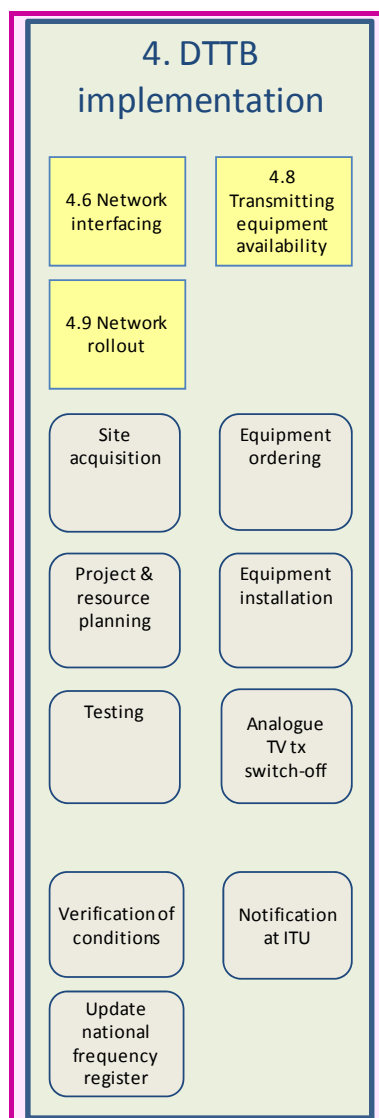 4. DTTB
implementation
4.6 Network
interfacing
4.8
Transmitting
equipment
availability
4.9 Network
rollout
Site
acquisition
Equipment
ordering
Project &
resource
planning
Equipment
installation
Testing
Analogue
TV tx
switch-off
Verification of
conditions
Notification
at ITU
Update
national
frequency
register